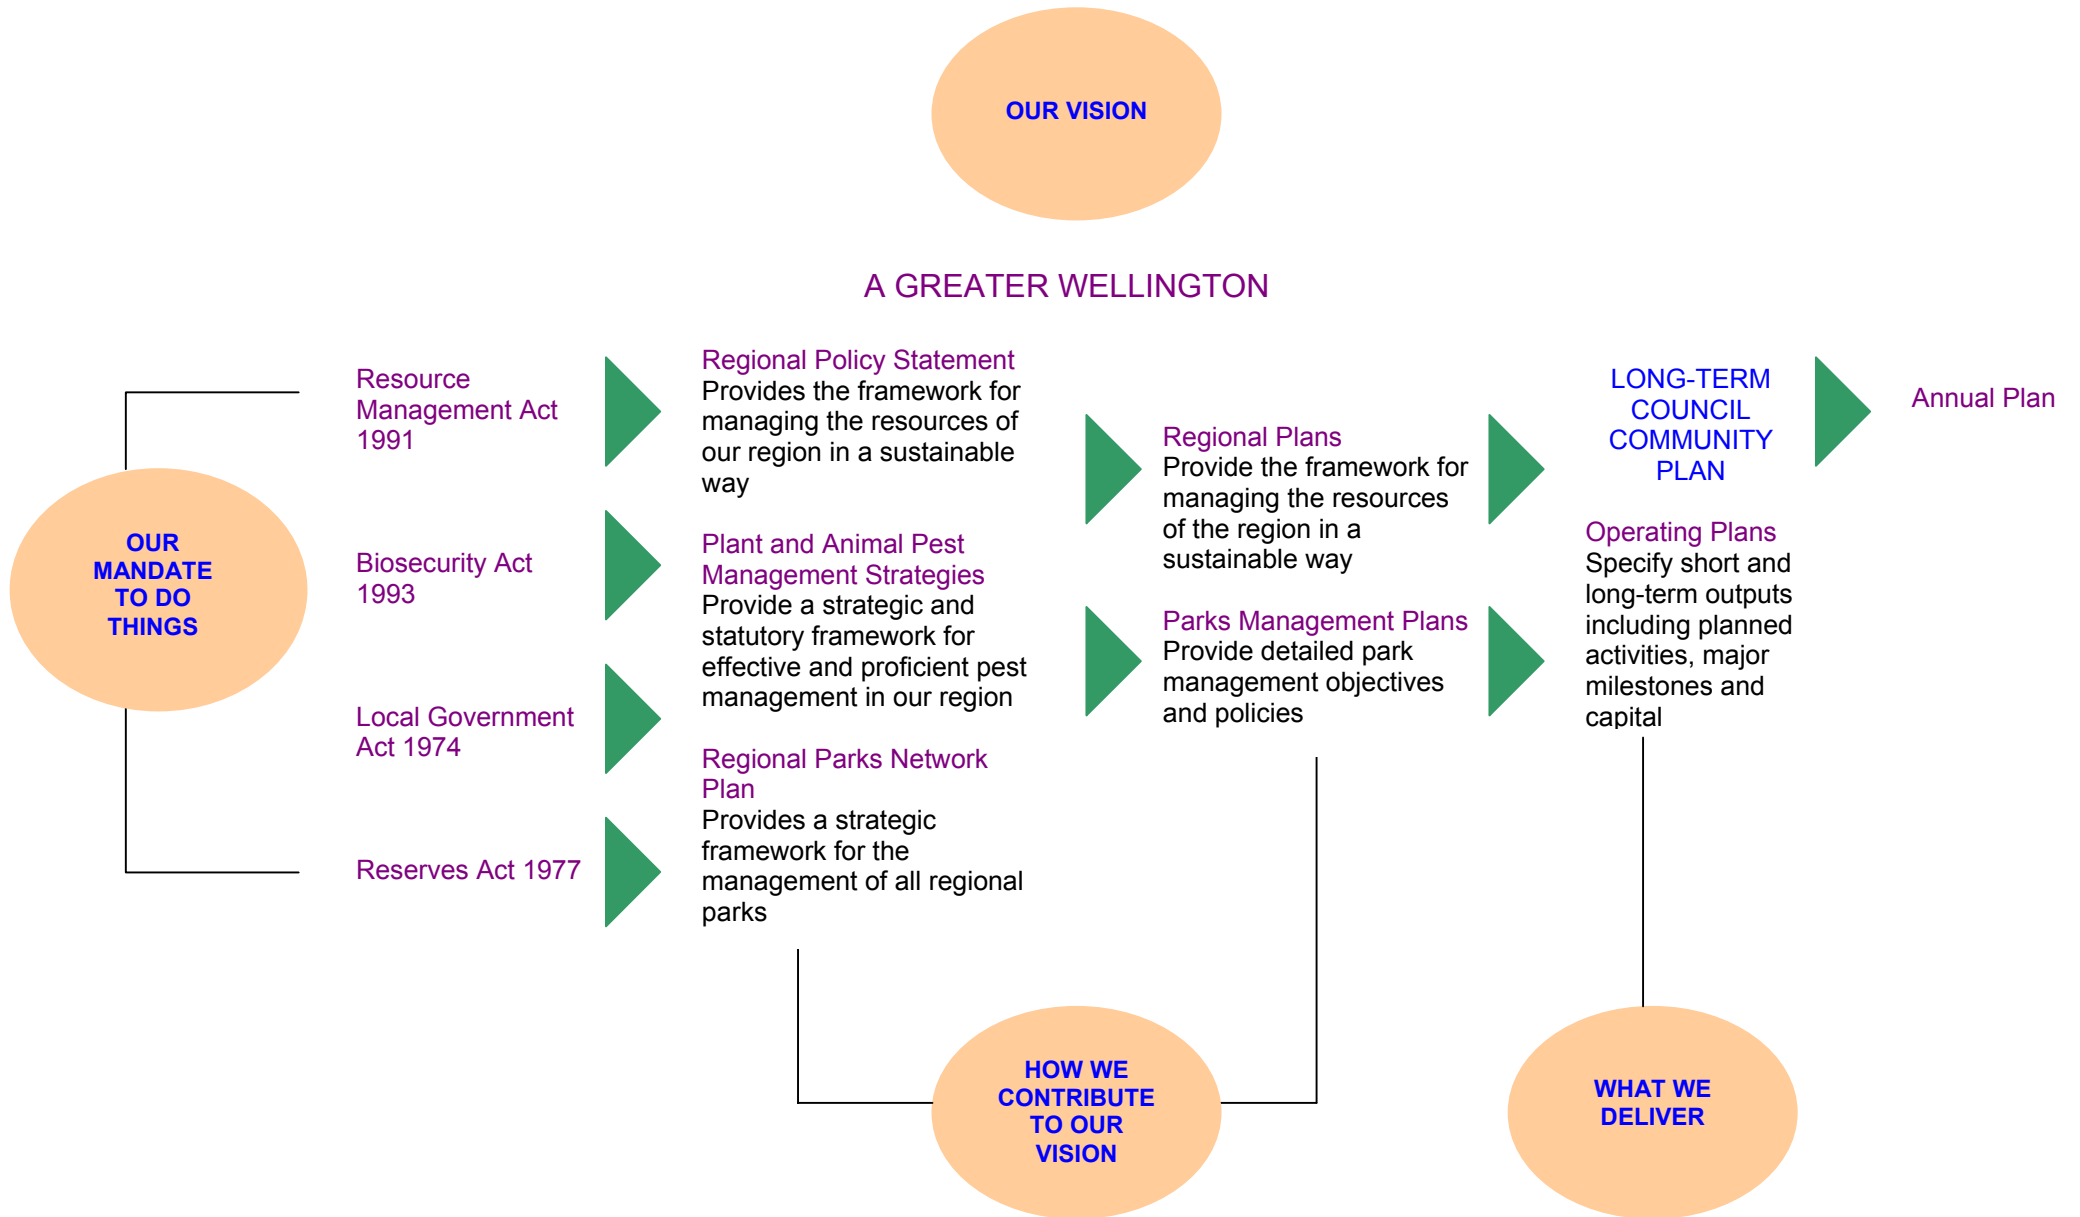 OUR VISION
A GREATER WELLINGTON
OUR
MANDATE
TO DO
THINGS
Resource
Management Act
1991
Biosecurity Act
1993
Local Government
Act 1974
Reserves Act 1977
Regional Policy Statement
Provides the framework for
managing the resources of
our region in a sustainable
way
Plant and Animal Pest
Management Strategies
Provide a strategic and
statutory framework for
effective and proficient pest
management in our region
Regional Parks Network
Plan
Provides a strategic
framework for the
management of all regional
parks
Regional Plans
Provide the framework for
managing the resources
of the region in a
sustainable way
Parks Management Plans
Provide detailed park
management objectives
and policies
LONG-TERM
COUNCIL
COMMUNITY
PLAN
Operating Plans
Specify short and
long-term outputs
including planned
activities, major
milestones and
capital
Annual Plan
HOW WE
CONTRIBUTE
TO OUR
VISION
WHAT WE
DELIVER